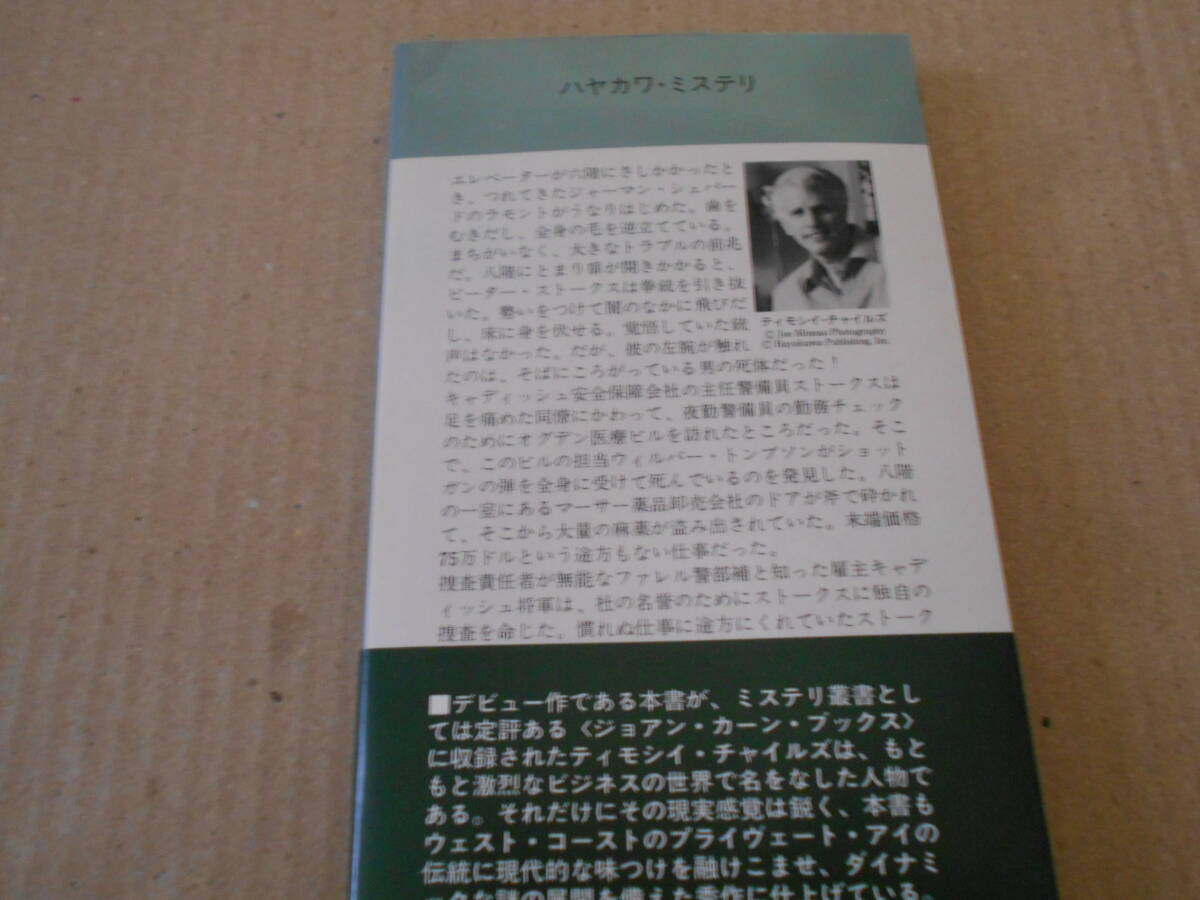 ハヤカワ・ミステリ
エレベーターが六階にさしかかったと
き、つれてきたジャーマン・シェパー
ドのラモントがうなりはじめた。歯を
むきだし、全身の毛を逆立てている。
まちがいなく、大きなトラブルの前兆
だ。八階にとまり扉が開きかかると、
ピーター・ストークスは拳銃を引き抜
いた。勢いをつけて闇のなかに飛びだ
し、床に身を伏せる。覚悟していた銃
声はなかった。だが、彼の左腕が触れ
たのは、そばにころがっている男の死体だった！
ティモシイ・チャイルズ
© Photography
© Hayakawa Publishing, Inc.
キャディッシュ安全保障会社の主任警備員ストークスは
足を痛めた同僚にかわって、夜勤警備員の勤務チェック
のためにオグデン医療ビルを訪れたところだった。そこ
で、このビルの担当ウィルバー・トンプソンがショット
ガンの弾を全身に受けて死んでいるのを発見した。八階
の一室にあるマーサー薬品卸売会社のドアが斧で砕かれ
て、そこから大量の麻薬が盗み出されていた。末端価格
75万ドルという途方もない仕事だった。
捜査責任者が無能なファレル警部補と知った雇主キャデ
ィッシュ将軍は、社の名誉のためにストークスに独自の
捜査を命じた。慣れぬ仕事に途方にくれていたストーク
■デビュー作である本書が、ミステリ叢書とし
ては定評ある〈ジョアン・カーン・ブックス〉
に収録されたティモシイ・チャイルズは、もと
もと激烈なビジネスの世界で名をなした人物で
ある。それだけにその現実感覚は鋭く、本書も
ウェスト・コーストのプライヴェート・アイの
伝統に現代的な味つけを融けこませ、ダイナミ
ックな謎の展開を備えた秀作に仕上げている。